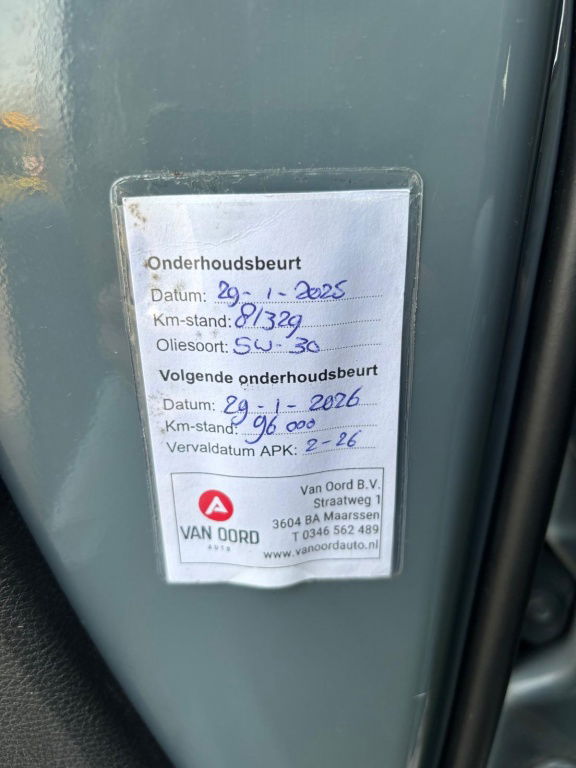 Onderhoudsbeurt
Datum: 29-1-2025
Km-stand: 81329
Oliesoort: 5W-30
Volgende onderhoudsbeurt
Datum: 29-1-2026
Km-stand: 96000
Vervaldatum APK: 2-26
A
VAN OORD
AUTO
Van Oord B.V.
Straatweg 1
3604 BA Maarssen
T 0346 562 489
www.vanoordauto.nl